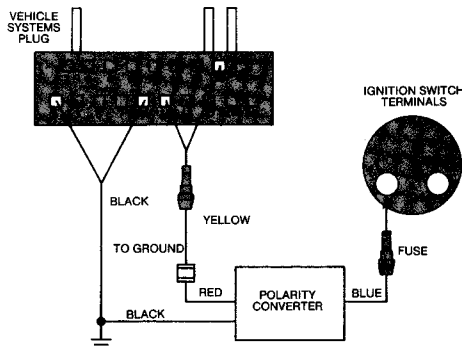 VEHICLE
SYSTEMS
PLUG
IGNITION SWITCH
TERMINALS
BLACK
YELLOW
TO GROUND
FUSE
RED
POLARITY
CONVERTER
BLUE
BLACK